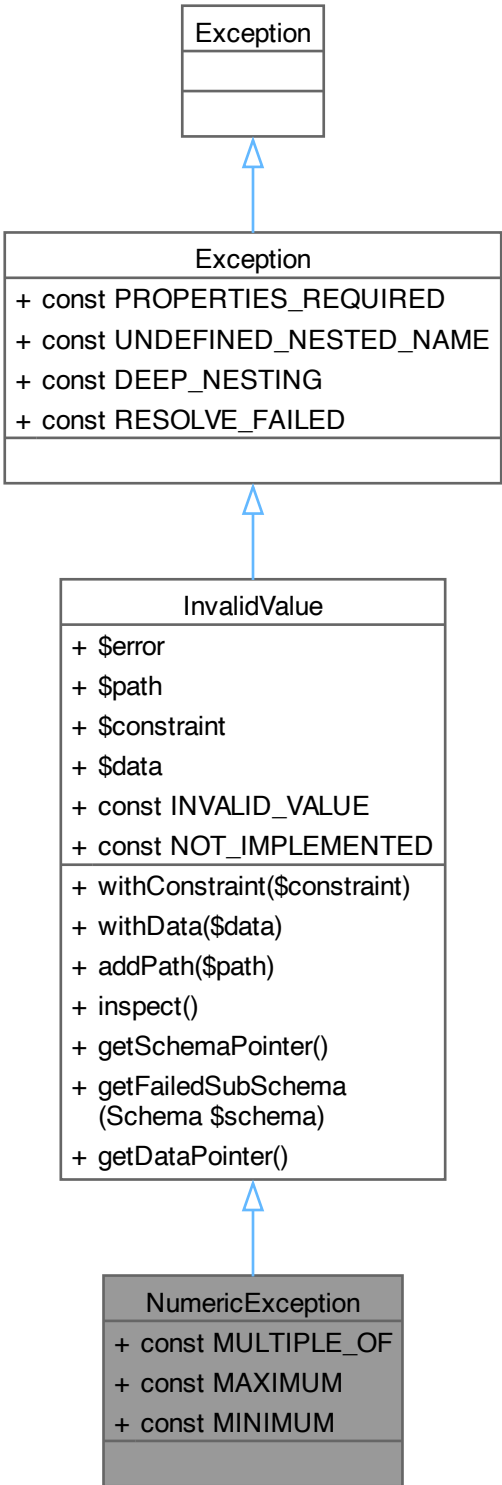 Exception
Exception
+ const PROPERTIES_REQUIRED
+ const UNDEFINED_NESTED_NAME
+ const DEEP_NESTING
+ const RESOLVE_FAILED
InvalidValue
+ $error
+ $path
+ $constraint
+ $data
+ const INVALID_VALUE
+ const NOT_IMPLEMENTED
+ withConstraint($constraint)
+ withData($data)
+ addPath($path)
+ inspect()
+ getSchemaPointer()
+ getFailedSubSchema
(Schema $schema)
+ getDataPointer()
NumericException
+ const MULTIPLE_OF
+ const MAXIMUM
+ const MINIMUM